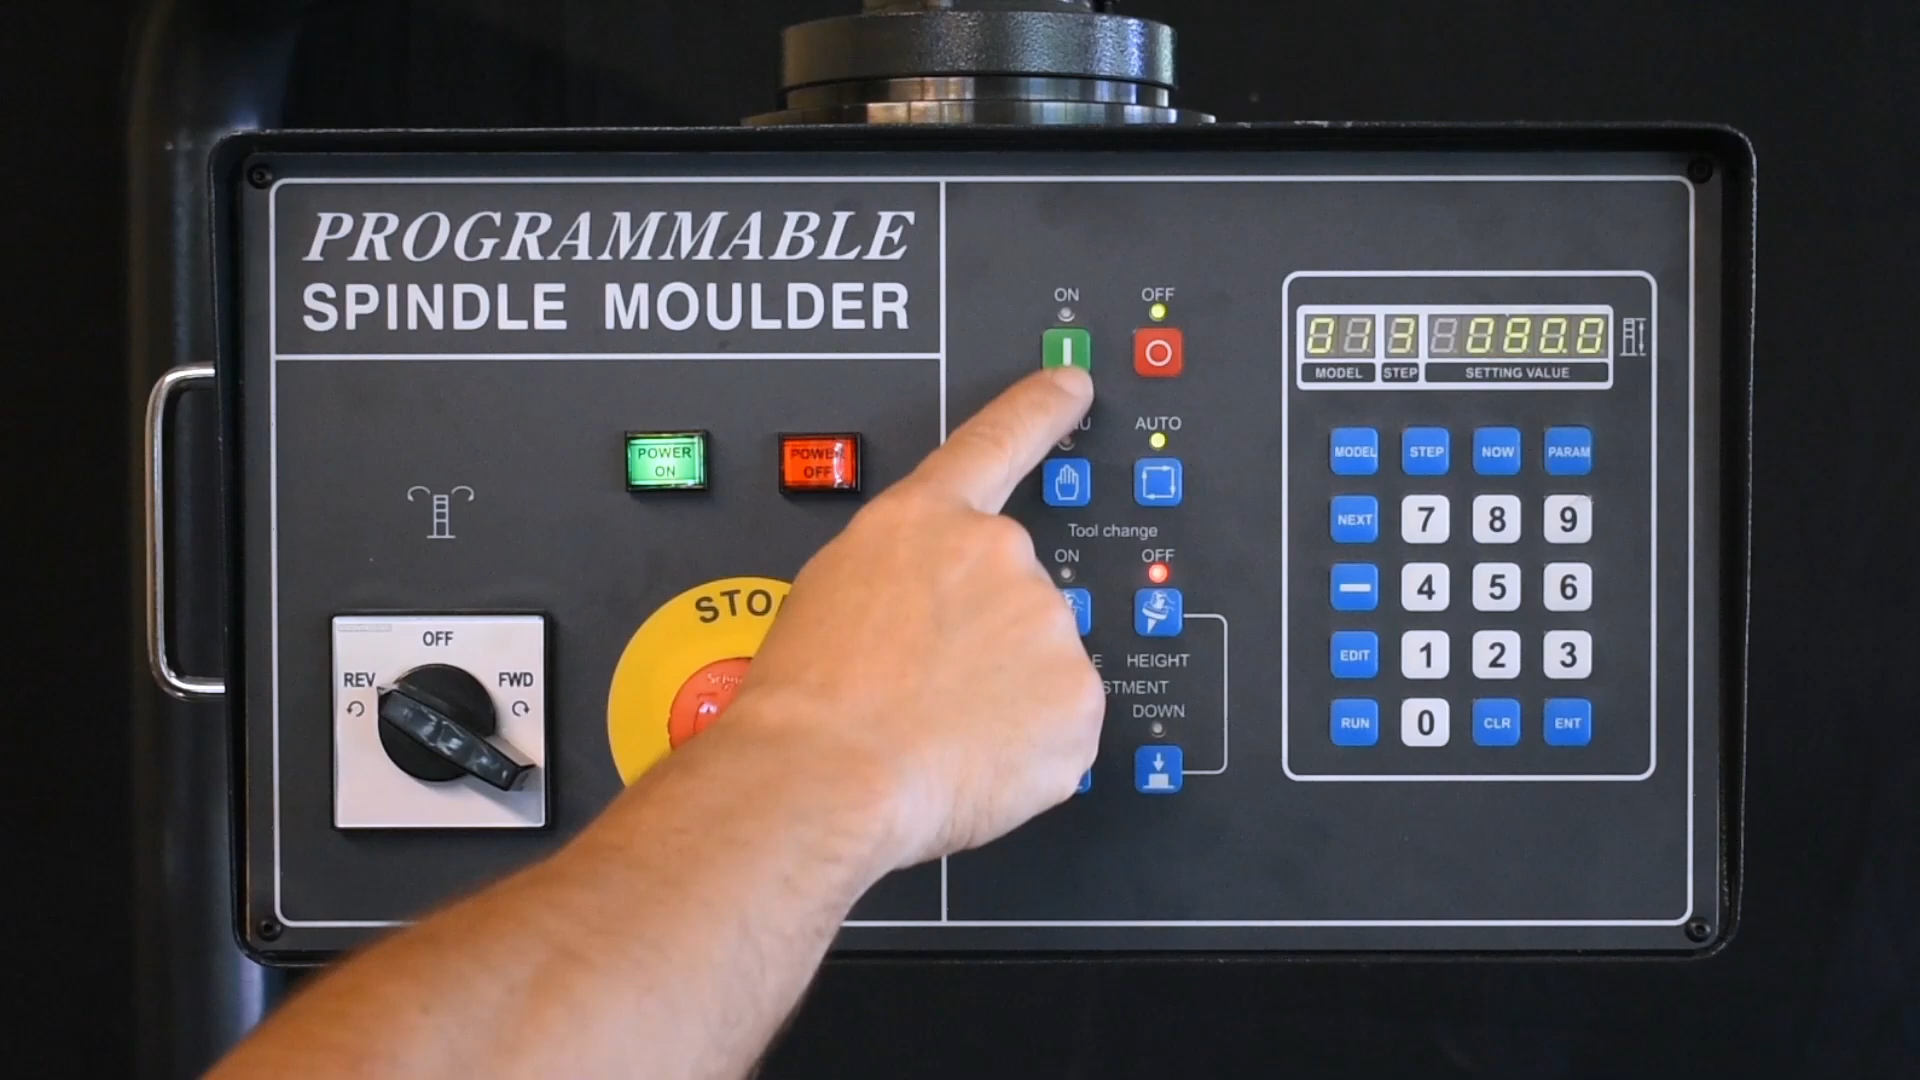 PROGRAMMABLE
SPINDLE MOULDER
POWER
ON
POWER
OFF
OFF
REV
FWD
ON
OFF
AUTO
Tool change
ON
OFF
HEIGHT
DOWN
MODEL
STEP
SETTING VALUE
MODEL
STEP
NOW
PARAM
NEXT
7
8
9
4
5
6
EDIT
1
2
3
RUN
0
CLR
ENT